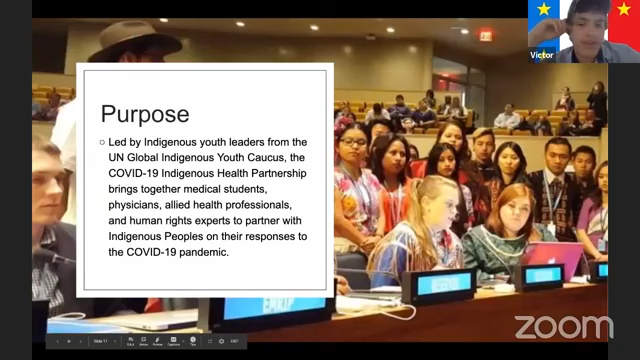 Victor
Purpose
Led by Indigenous youth leaders from the
UN Global Indigenous Youth Caucus, the
COVID-19 Indigenous Health Partnership
brings together medical students,
physicians, allied health professionals,
and human rights experts to partner with
Indigenous Peoples on their responses to
the COVID-19 pandemic.
Slide 11
zoom